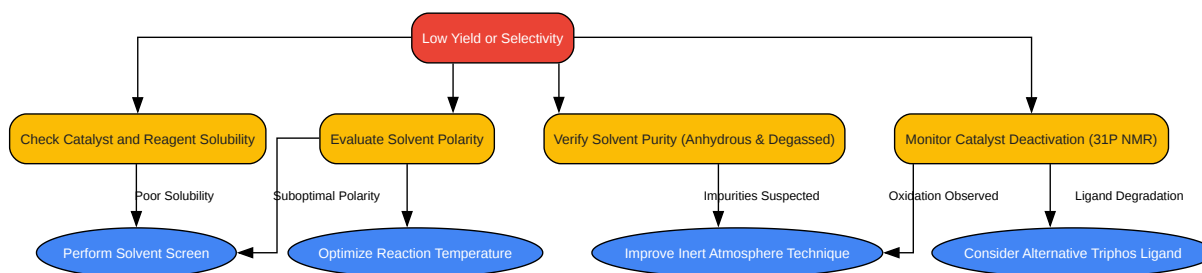 Low Yield or Selectivity
Check Catalyst and Reagent Solubility
Evaluate Solvent Polarity
Verify Solvent Purity (Anhydrous & Degassed)
Monitor Catalyst Deactivation (31P NMR)
Poor Solubility
Suboptimal Polarity
Impurities Suspected
Oxidation Observed
Ligand Degradation
Perform Solvent Screen
Optimize Reaction Temperature
Improve Inert Atmosphere Technique
Consider Alternative Triphos Ligand